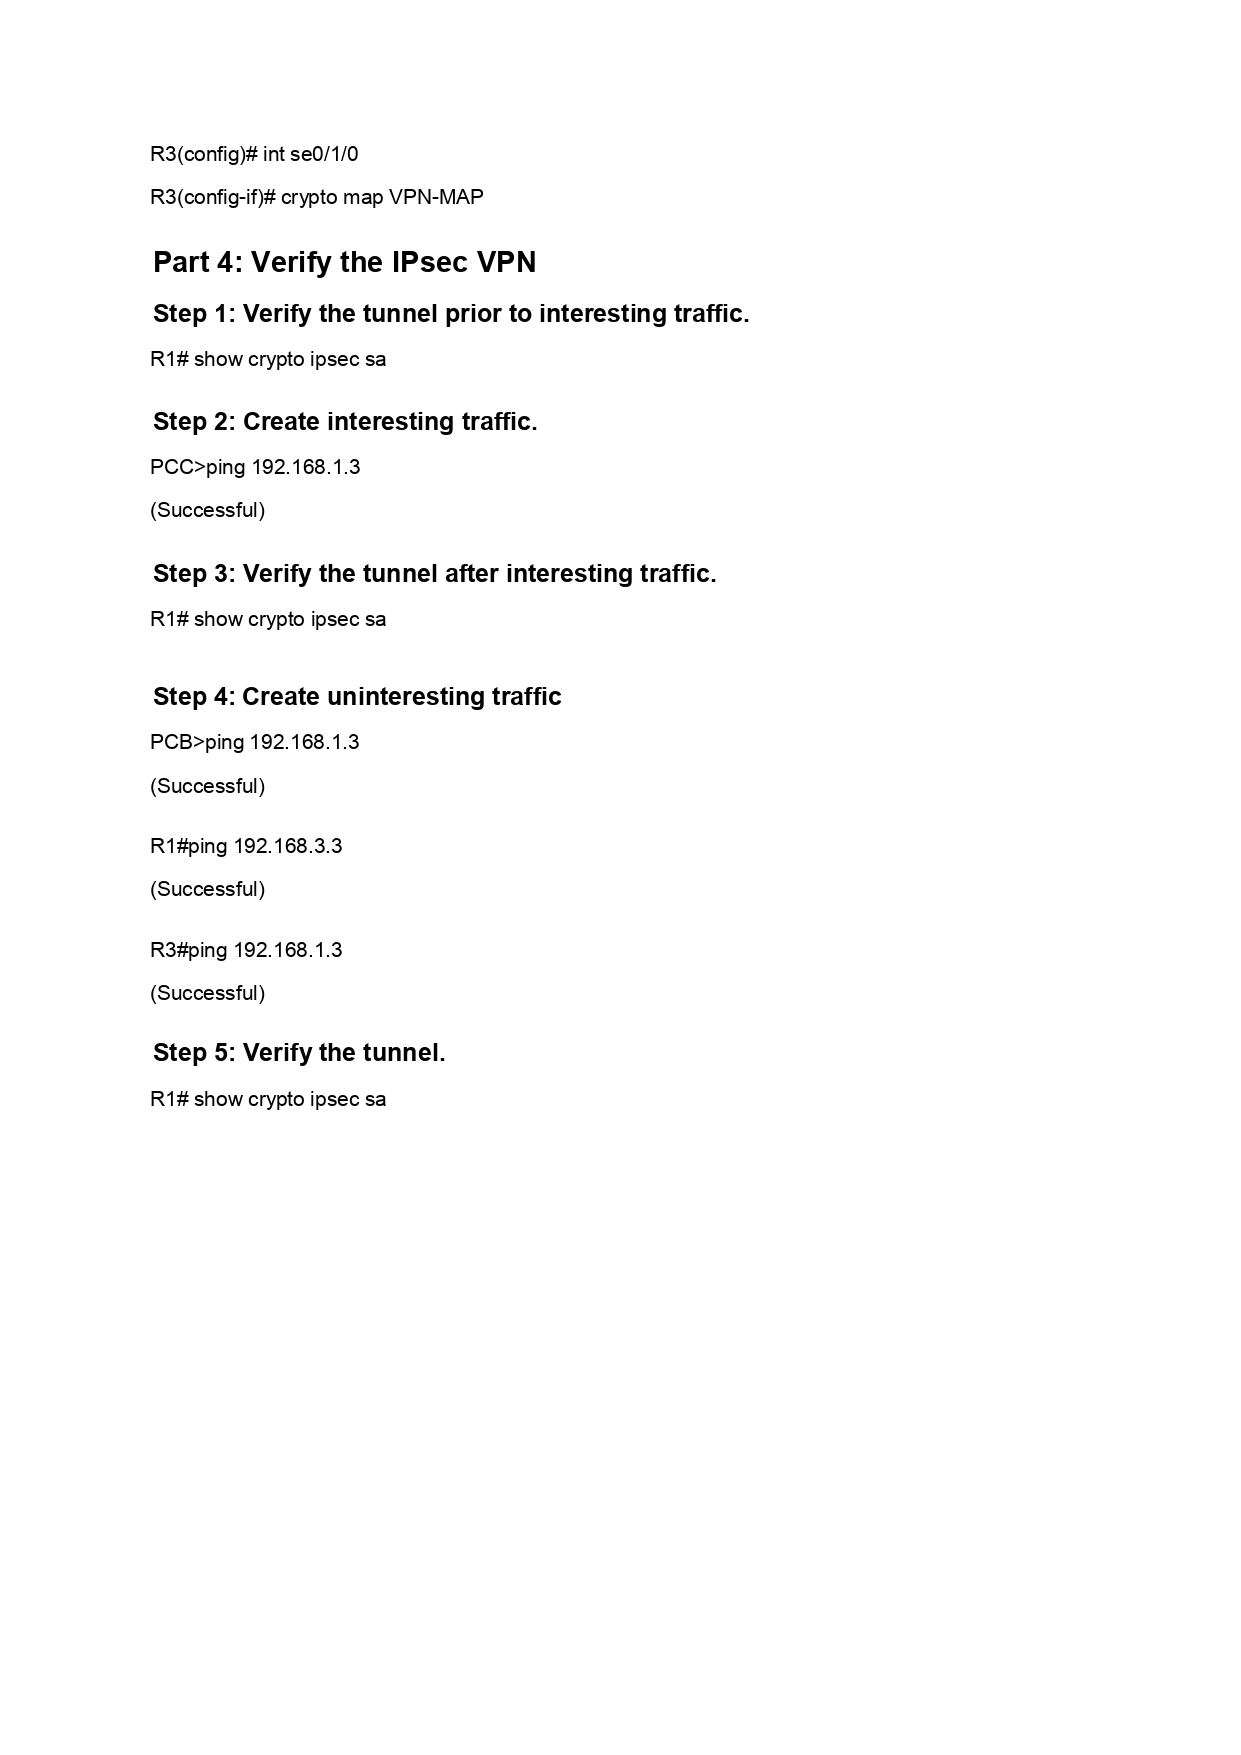 R3(config)# int se0/1/0
R3(config-if)# crypto map VPN-MAP
Part 4: Verify the IPsec VPN
Step 1: Verify the tunnel prior to interesting traffic.
R1# show crypto ipsec sa
Step 2: Create interesting traffic.
PCC>ping 192.168.1.3
(Successful)
Step 3: Verify the tunnel after interesting traffic.
R1# show crypto ipsec sa
Step 4: Create uninteresting traffic
PCB>ping 192.168.1.3
(Successful)
R1#ping 192.168.3.3
(Successful)
R3#ping 192.168.1.3
(Successful)
Step 5: Verify the tunnel.
R1# show crypto ipsec sa